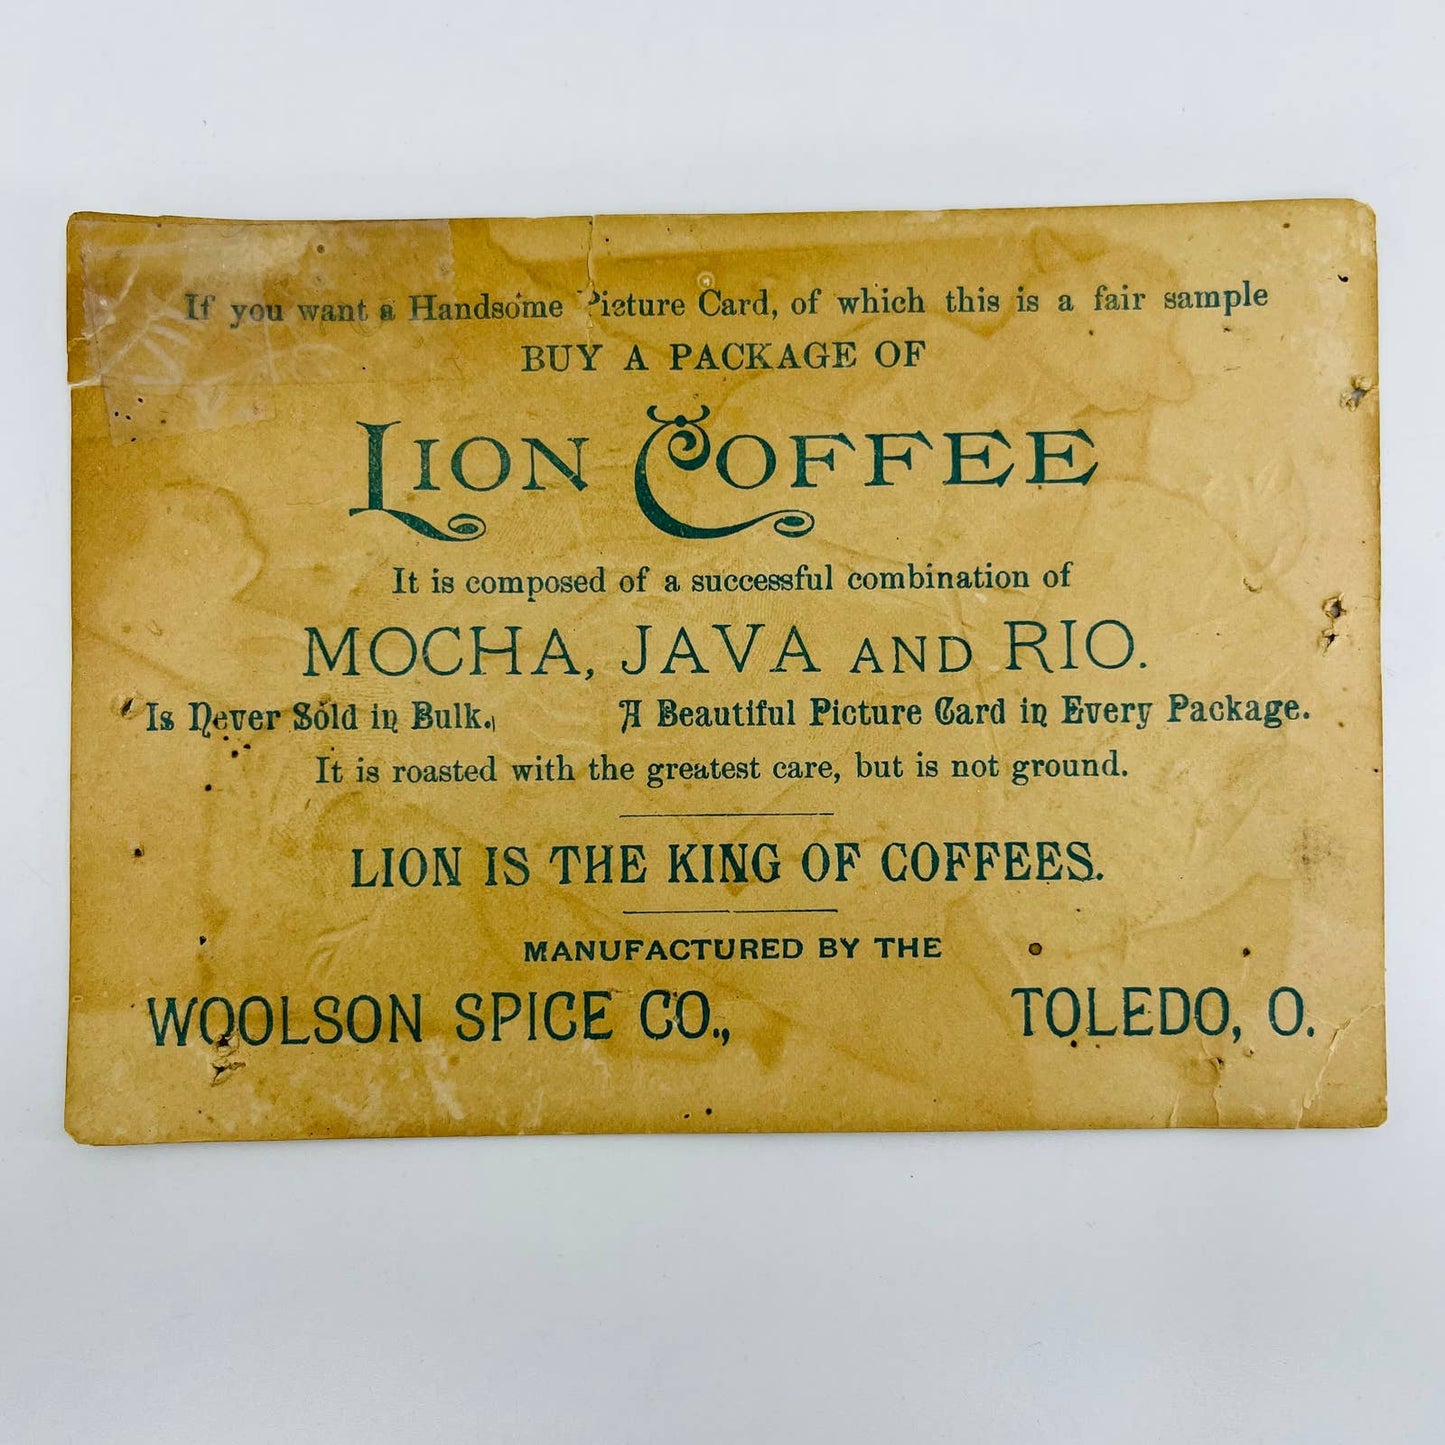 If you want a Handsome Picture Card, of which this is a fair sample
BUY A PACKAGE OF
LION COFFEE
It is composed of a successful combination of
MOCHA, JAVA AND RIO.
Is Never Sold in Bulk. A Beautiful Picture Card in Every Package.
It is roasted with the greatest care, but is not ground.
LION IS THE KING OF COFFEES.
MANUFACTURED BY THE
WOOLSON SPICE CO., TOLEDO, O.